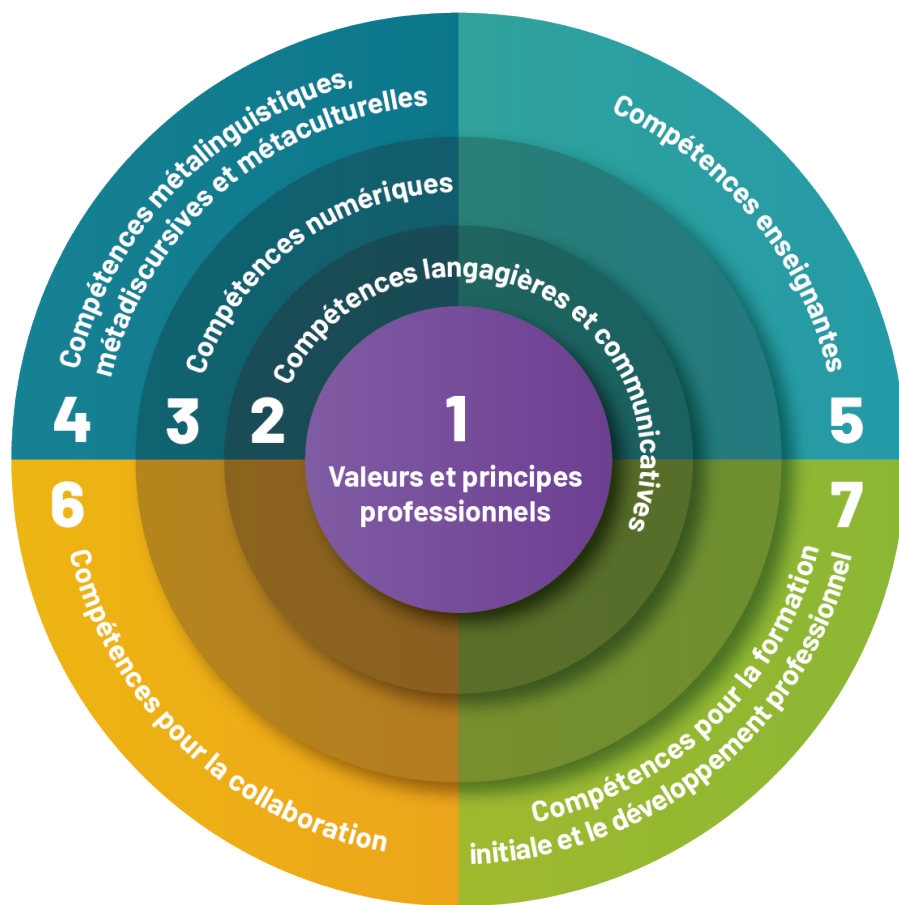 1
Valeurs et principes
professionnels
2
Compétences langagières et communicatives
3
Compétences numériques
4
Compétences métalinguistiques,
métadiscursives et métaculturelles
5
Compétences enseignantes
6
Compétences pour la collaboration
7
Compétences pour la formation
initiale et le développement professionnel